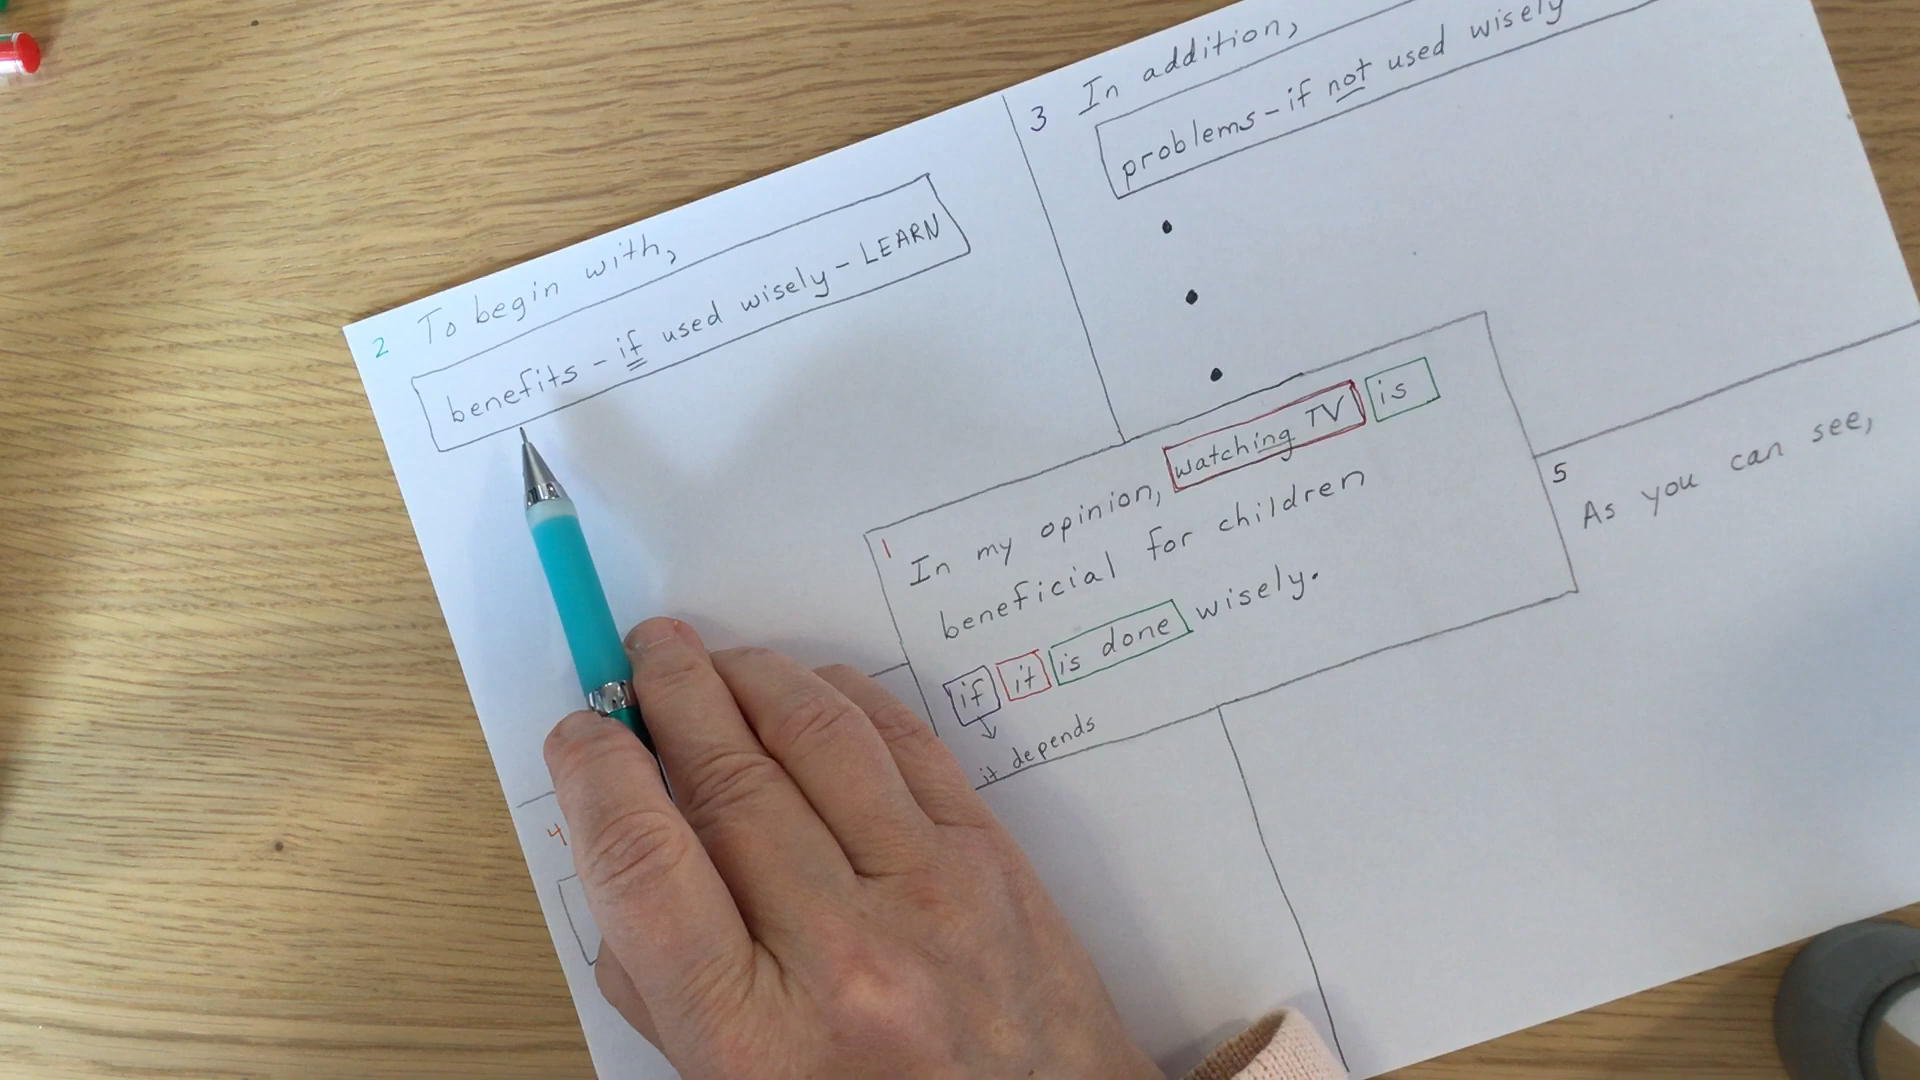 2 To begin with,
benefits - if used wisely - LEARN
3 In addition,
problems - if not used wisely
1 In my opinion, watching TV is
beneficial for children
if it is done wisely.
it depends
4
5
As you can see,